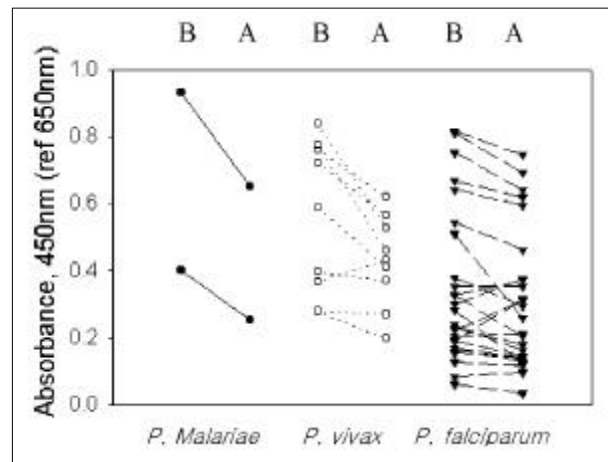 B A B A B A
Absorbance, 450nm (ref 650nm)
1.0
0.8
0.6
0.4
0.2
0.0
P. Malariae P. vivax P. falciparum